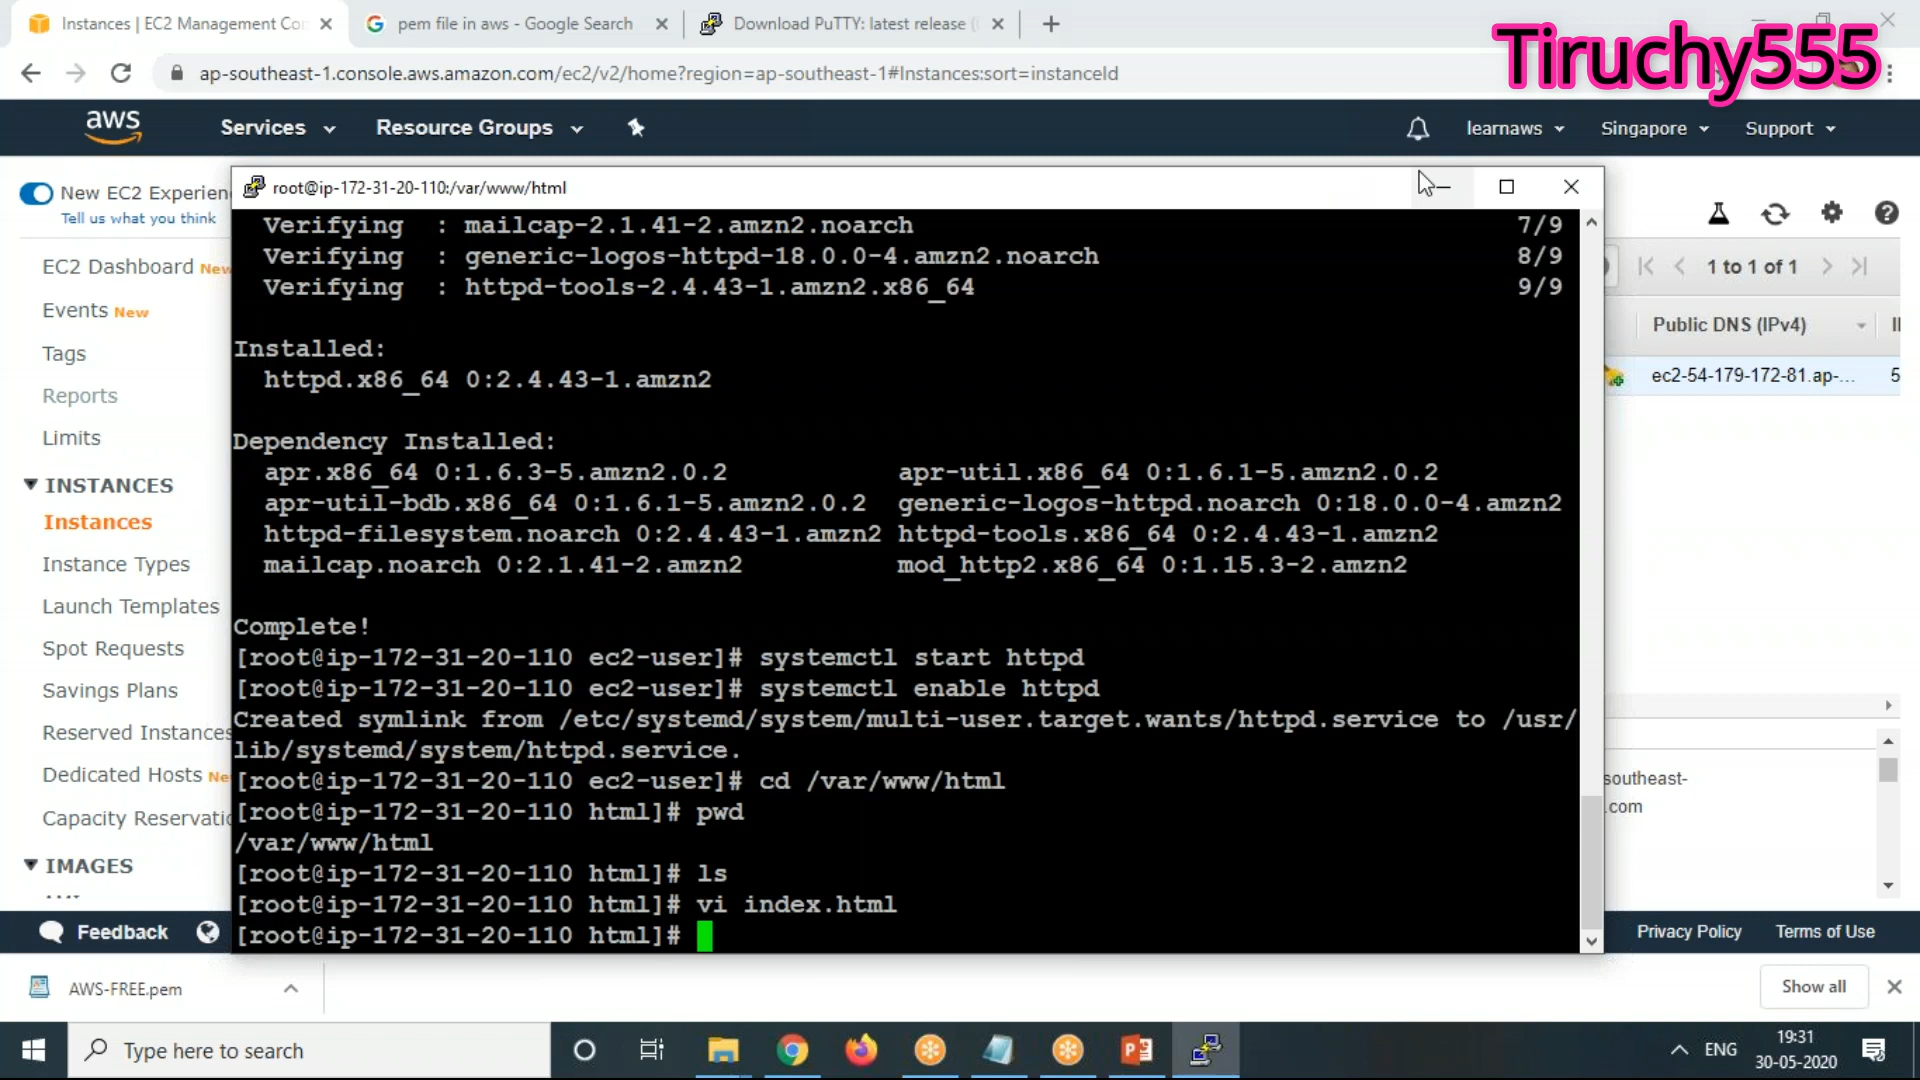 Instances | EC2 Management Con
pem file in aws - Google Search
Download PuTTY: latest release (
Tiruchy555
ap-southeast-1.console.aws.amazon.com/ec2/v2/home?region=ap-southeast-1#Instances:sort=instanceId
aws
Services
Resource Groups
learnaws
Singapore
Support
New EC2 Experien
Tell us what you think
EC2 Dashboard New
Events New
Tags
Reports
Limits
INSTANCES
Instances
Instance Types
Launch Templates
Spot Requests
Savings Plans
Reserved Instances
Dedicated Hosts Ne
Capacity Reservatio
IMAGES
root@ip-172-31-20-110:/var/www/html
Verifying : mailcap-2.1.41-2.amzn2.noarch 7/9
Verifying : generic-logos-httpd-18.0.0-4.amzn2.noarch 8/9
Verifying : httpd-tools-2.4.43-1.amzn2.x86_64 9/9
Installed:
httpd.x86_64 0:2.4.43-1.amzn2
Dependency Installed:
apr.x86_64 0:1.6.3-5.amzn2.0.2 apr-util.x86_64 0:1.6.1-5.amzn2.0.2
apr-util-bdb.x86_64 0:1.6.1-5.amzn2.0.2 generic-logos-httpd.noarch 0:18.0.0-4.amzn2
httpd-filesystem.noarch 0:2.4.43-1.amzn2 httpd-tools.x86_64 0:2.4.43-1.amzn2
mailcap.noarch 0:2.1.41-2.amzn2 mod_http2.x86_64 0:1.15.3-2.amzn2
Complete!
[root@ip-172-31-20-110 ec2-user]# systemctl start httpd
[root@ip-172-31-20-110 ec2-user]# systemctl enable httpd
Created symlink from /etc/systemd/system/multi-user.target.wants/httpd.service to /usr/
lib/systemd/system/httpd.service.
[root@ip-172-31-20-110 ec2-user]# cd /var/www/html
[root@ip-172-31-20-110 html]# pwd
/var/www/html
[root@ip-172-31-20-110 html]# ls
[root@ip-172-31-20-110 html]# vi index.html
[root@ip-172-31-20-110 html]#
1 to 1 of 1
Public DNS (IPv4)
ec2-54-179-172-81.ap-... 5
southeast-
.com
Feedback
Privacy Policy
Terms of Use
AWS-FREE.pem
Show all
Type here to search
ENG
19:31
30-05-2020